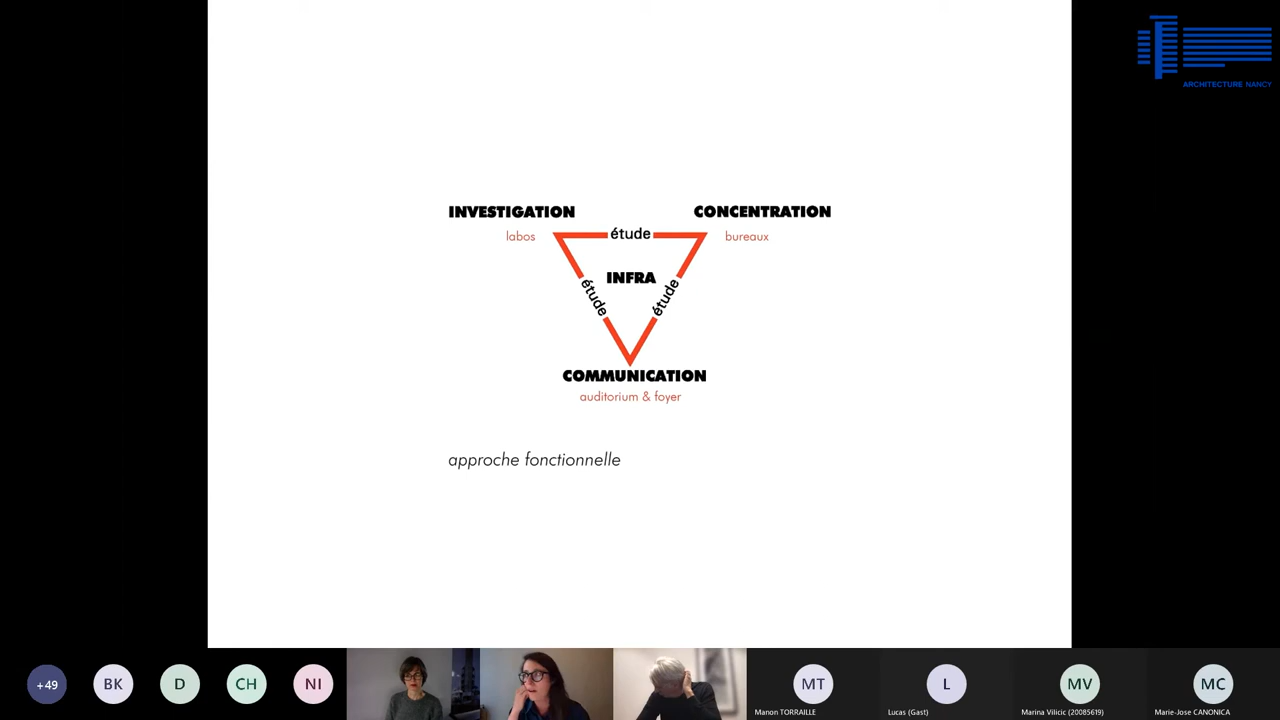 ARCHITECTURE NANCY
INVESTIGATION
CONCENTRATION
labos
étude
bureaux
INFRA
étude
étude
COMMUNICATION
auditorium & foyer
approche fonctionnelle
+49
BK
D
CH
NI
MT
L
MV
MC
Manon TORRAILLE
Lucas (Gast)
Marina Vilicic (20085619)
Marie-Jose CANONICA